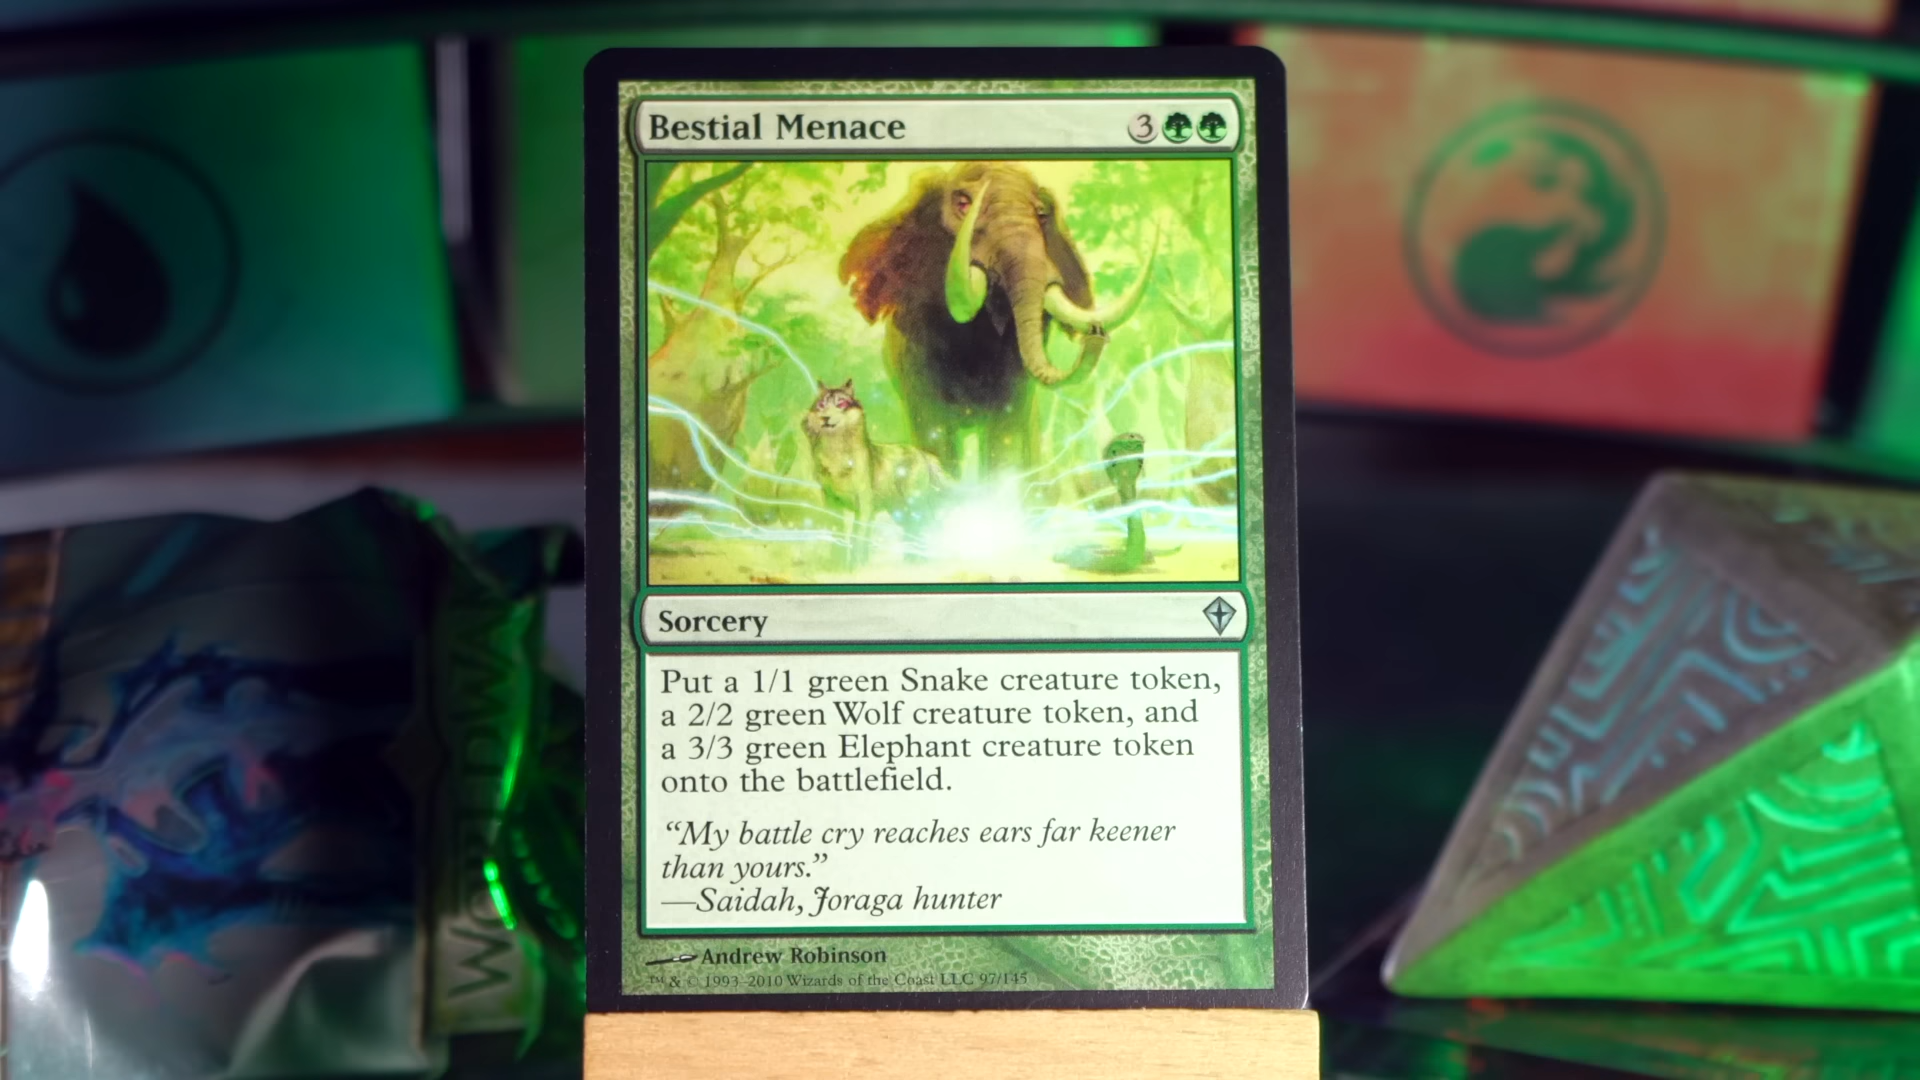 Bestial Menace
3
Sorcery
Put a 1/1 green Snake creature token,
a 2/2 green Wolf creature token, and
a 3/3 green Elephant creature token
onto the battlefield.
“My battle cry reaches ears far keener
than yours.”
—Saidah, Joraga hunter
Andrew Robinson
™ & © 1993–2010 Wizards of the Coast LLC 97/145
WORLDWAK